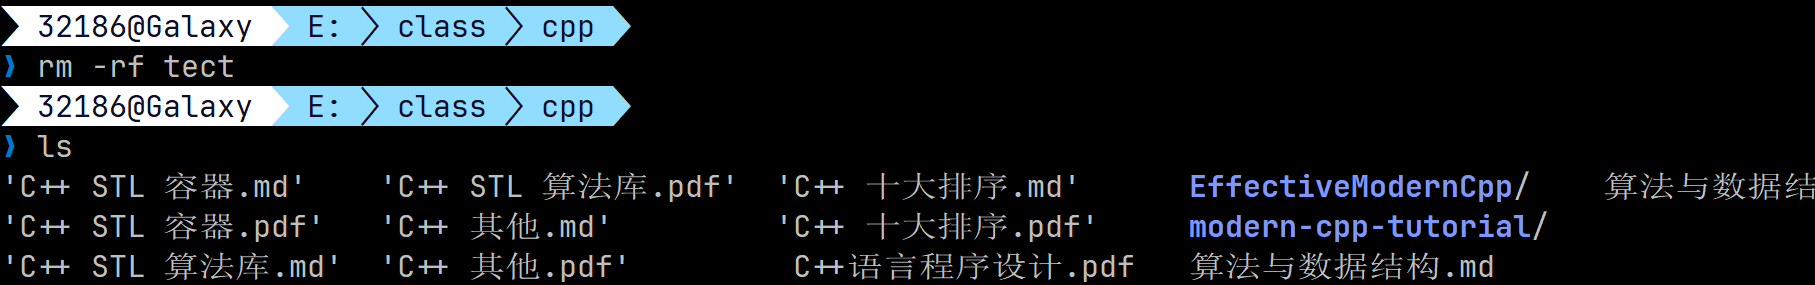 32186@Galaxy E: class cpp
❯ rm -rf tect
32186@Galaxy E: class cpp
❯ ls
'C++ STL 容器.md' 'C++ STL 算法库.pdf' 'C++ 十大排序.md' EffectiveModernCpp/ 算法与数据结
'C++ STL 容器.pdf' 'C++ 其他.md' 'C++ 十大排序.pdf' modern-cpp-tutorial/
'C++ STL 算法库.md' 'C++ 其他.pdf' C++语言程序设计.pdf 算法与数据结构.md